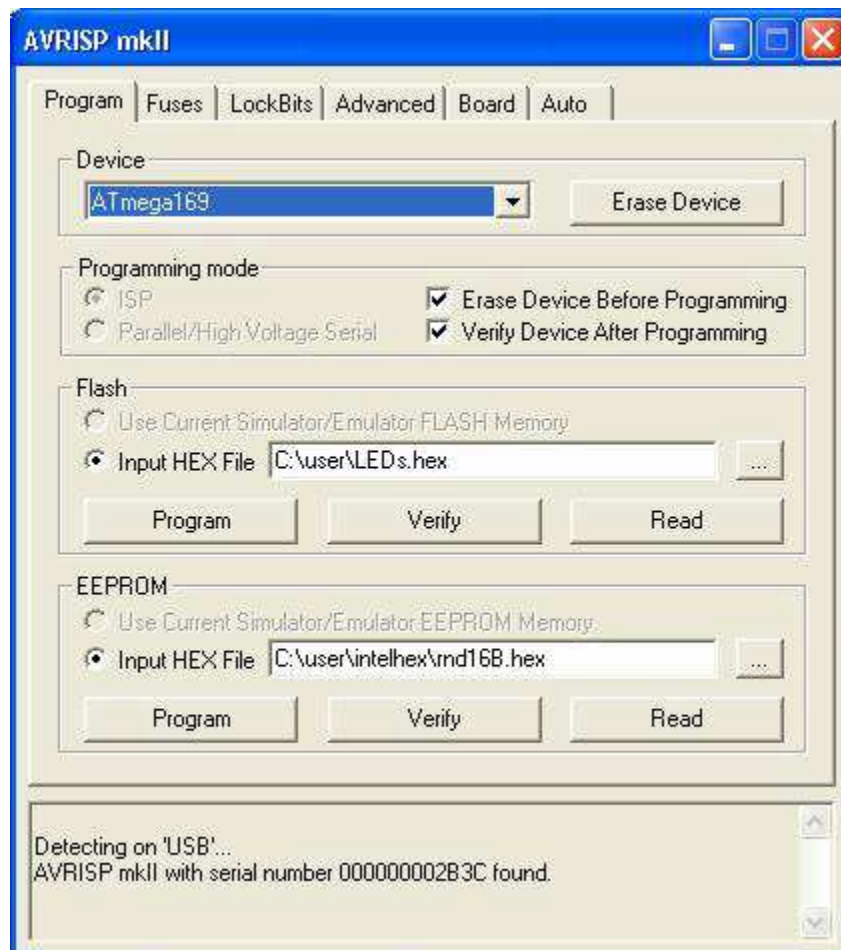 AVRISP mkII
Program Fuses LockBits Advanced Board Auto
Device
ATmega169 Erase Device
Programming mode
ISP Erase Device Before Programming
Parallel/High Voltage Serial Verify Device After Programming
Flash
Use Current Simulator/Emulator FLASH Memory
Input HEX File C:\user\LEDs.hex ...
Program Verify Read
EEPROM
Use Current Simulator/Emulator EEPROM Memory
Input HEX File C:\user\intelhex\rnd16B.hex ...
Program Verify Read
Detecting on 'USB'...
AVRISP mkII with serial number 000000002B3C found.